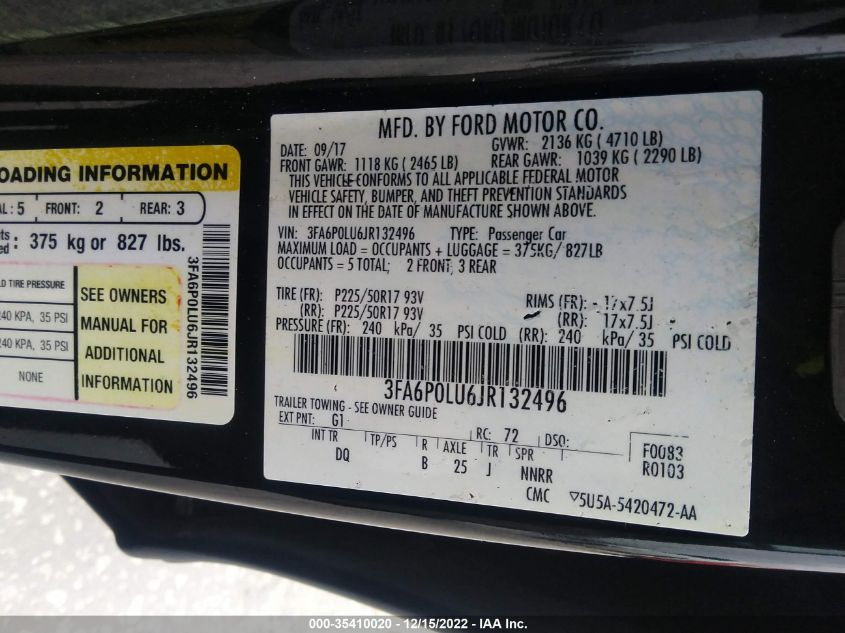 OADING INFORMATION
AL: 5 FRONT: 2 REAR: 3
375 kg or 827 lbs.
TIRE PRESSURE
240 KPA, 35 PSI
240 KPA, 35 PSI
NONE
SEE OWNERS
MANUAL FOR
ADDITIONAL
INFORMATION
3FA6P0LU6JR132496
MFD. BY FORD MOTOR CO.
DATE: 09/17 GVWR: 2136 KG ( 4710 LB)
FRONT GAWR: 1118 KG ( 2465 LB) REAR GAWR: 1039 KG ( 2290 LB)
THIS VEHICLE CONFORMS TO ALL APPLICABLE FEDERAL MOTOR
VEHICLE SAFETY, BUMPER, AND THEFT PREVENTION STANDARDS
IN EFFECT ON THE DATE OF MANUFACTURE SHOWN ABOVE.
VIN: 3FA6P0LU6JR132496 TYPE: Passenger Car
MAXIMUM LOAD = OCCUPANTS + LUGGAGE = 375KG/ 827LB
OCCUPANTS = 5 TOTAL; 2 FRONT; 3 REAR
TIRE (FR): P225/50R17 93V RIMS (FR): 17x7.5J
(RR): P225/50R17 93V (RR): 17x7.5J
PRESSURE (FR): 240 kPa/ 35 PSI COLD (RR): 240 kPa/ 35 PSI COLD
3FA6P0LU6JR132496
TRAILER TOWING - SEE OWNER GUIDE
EXT PNT: G1 RC: 72 DSO: F0083
INT TR TP/PS R AXLE TR SPR R0103
DQ B 25 J NNRR
CMC ▽5U5A-5420472-AA
000-35410020 - 12/15/2022 - IAA Inc.